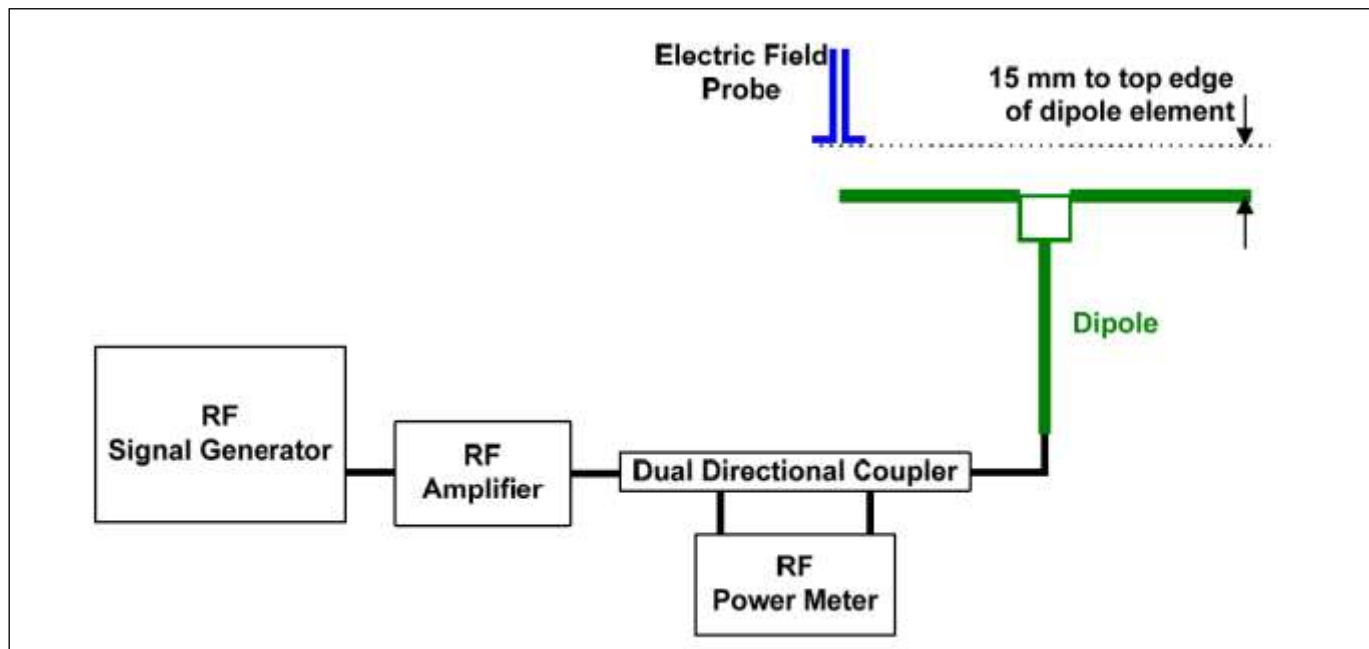 Electric Field
Probe
15 mm to top edge
of dipole element
Dipole
RF
Signal Generator
RF
Amplifier
Dual Directional Coupler
RF
Power Meter